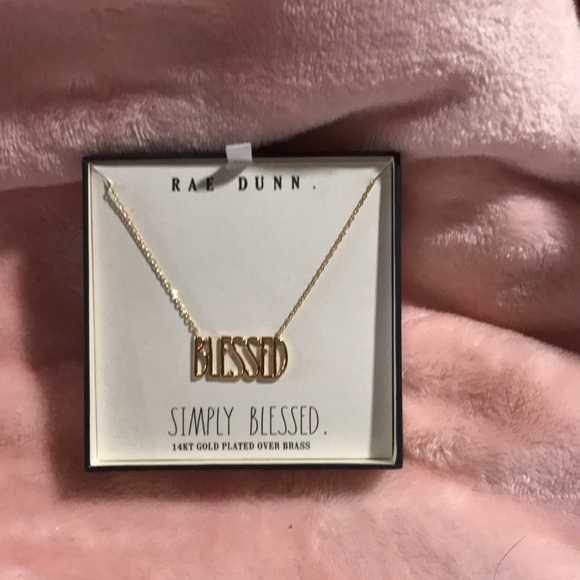 RAE DUNN.
BLESSED
SIMPLY BLESSED.
14KT GOLD PLATED OVER BRASS